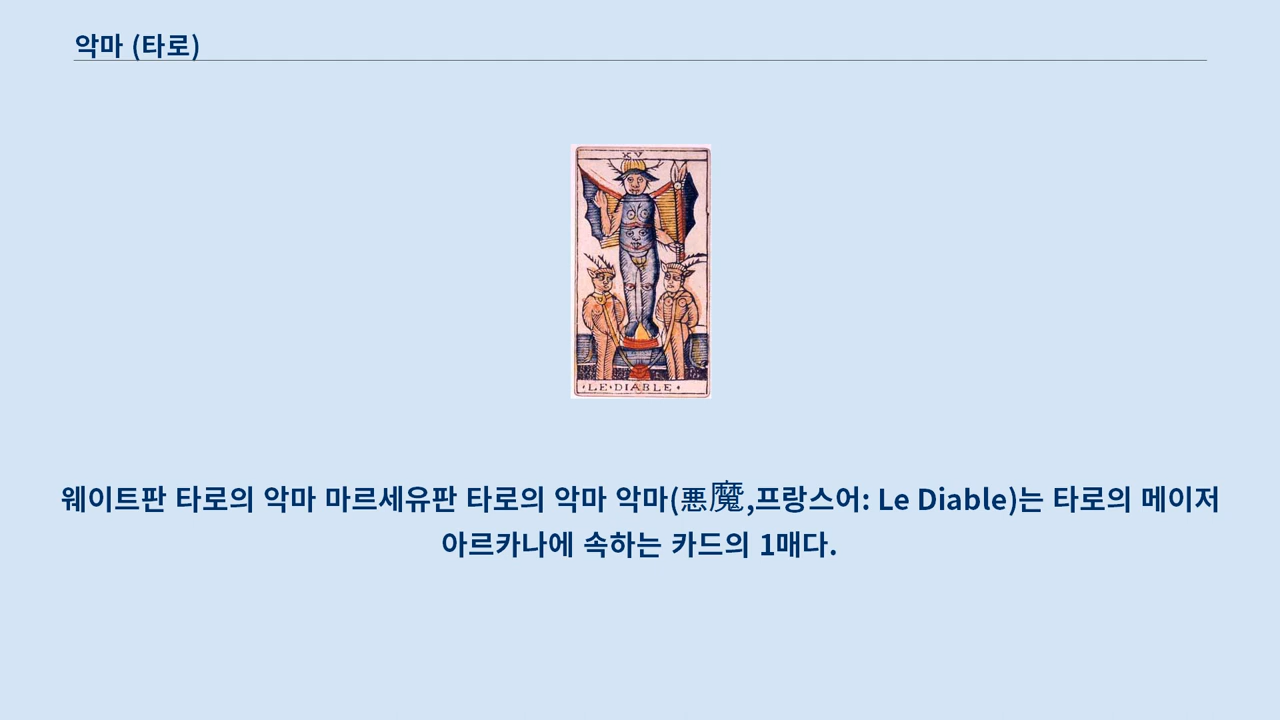 악마 (타로)
XV
·LE·DIABLE·
웨이트판 타로의 악마 마르세유판 타로의 악마 악마(悪魔,프랑스어: Le Diable)는 타로의 메이저
아르카나에 속하는 카드의 1매다.